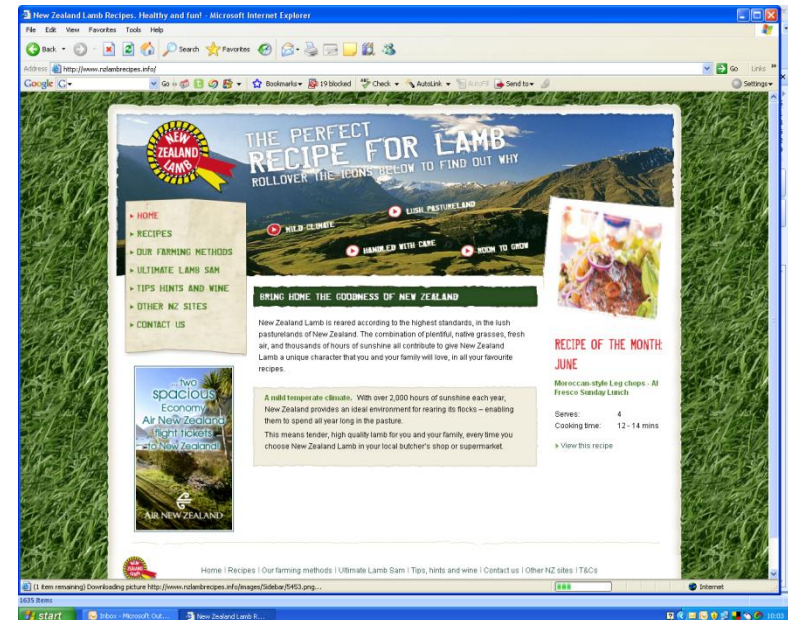 New Zealand Lamb Recipes. Healthy and fun! - Microsoft Internet Explorer
File Edit View Favorites Tools Help
Back Search Favorites
Address http://www.nzlambrecipes.info/ Go Links
Google G Go Bookmarks 19 blocked Check AutoLink AutoFill Send to Settings
NEW
ZEALAND
LAMB
THE PERFECT
RECIPE FOR LAMB
ROLLOVER THE ICONS BELOW TO FIND OUT WHY
LUSH PASTURELAND
MILD CLIMATE
HANDLED WITH CARE
ROOM TO GROW
HOME
RECIPES
OUR FARMING METHODS
ULTIMATE LAMB SAM
TIPS HINTS AND WINE
OTHER NZ SITES
CONTACT US
...two
spacious
Economy
Air New Zealand
flight tickets
to New Zealand!
AIR NEW ZEALAND
BRING HOME THE GOODNESS OF NEW ZEALAND
New Zealand Lamb is reared according to the highest standards, in the lush
pasturelands of New Zealand. The combination of plentiful, native grasses, fresh
air, and thousands of hours of sunshine all contribute to give New Zealand
Lamb a unique character that you and your family will love, in all your favourite
recipes.
A mild temperate climate. With over 2,000 hours of sunshine each year,
New Zealand provides an ideal environment for rearing its flocks – enabling
them to spend all year long in the pasture.
This means tender, high quality lamb for you and your family, every time you
choose New Zealand Lamb in your local butcher's shop or supermarket.
RECIPE OF THE MONTH:
JUNE
Moroccan-style Leg chops - Al
Fresco Sunday Lunch
Serves: 4
Cooking time: 12 - 14 mins
View this recipe
Home | Recipes | Our farming methods | Ultimate Lamb Sam | Tips, hints and wine | Contact us | Other NZ sites | T&Cs
(1 item remaining) Downloading picture http://www.nzlambrecipes.info/images/Sidebar/5453.png... Internet
1635 Items
start Inbox - Microsoft Out... New Zealand Lamb R... 10:03